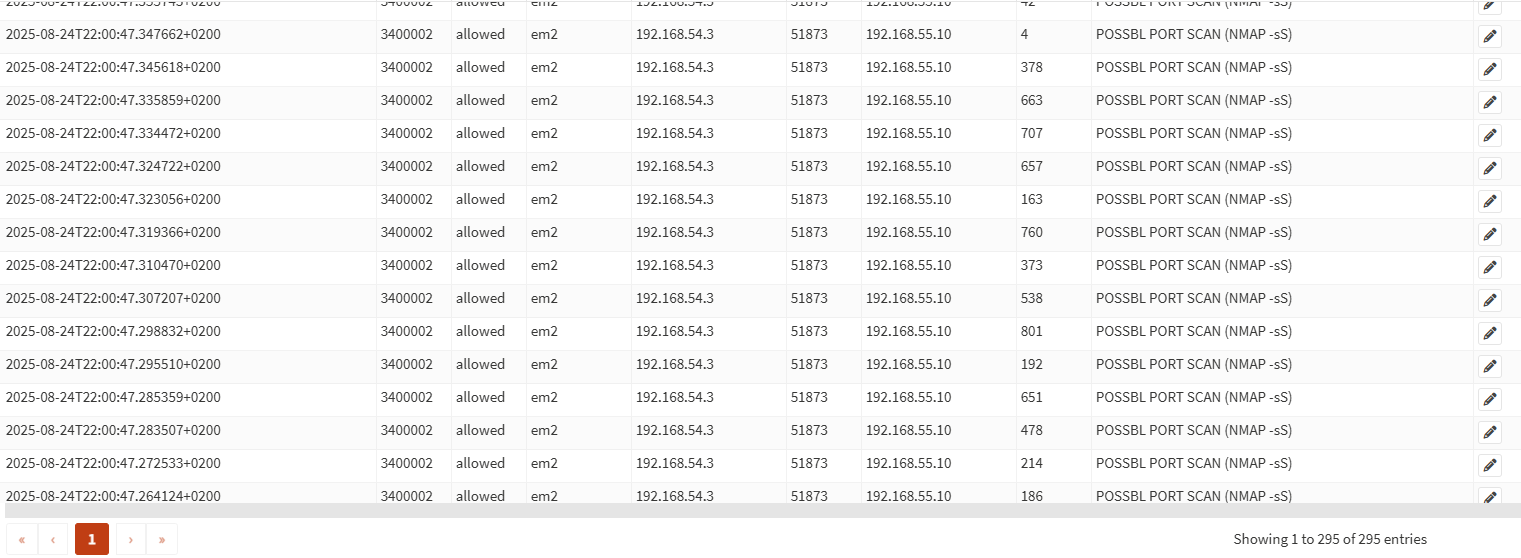 3400002 allowed em2 192.168.54.3 51873 192.168.55.10 42 POSSBL PORT SCAN (NMAP -sS)
2025-08-24T22:00:47.347662+0200 3400002 allowed em2 192.168.54.3 51873 192.168.55.10 4 POSSBL PORT SCAN (NMAP -sS)
2025-08-24T22:00:47.345618+0200 3400002 allowed em2 192.168.54.3 51873 192.168.55.10 378 POSSBL PORT SCAN (NMAP -sS)
2025-08-24T22:00:47.335859+0200 3400002 allowed em2 192.168.54.3 51873 192.168.55.10 663 POSSBL PORT SCAN (NMAP -sS)
2025-08-24T22:00:47.334472+0200 3400002 allowed em2 192.168.54.3 51873 192.168.55.10 707 POSSBL PORT SCAN (NMAP -sS)
2025-08-24T22:00:47.324722+0200 3400002 allowed em2 192.168.54.3 51873 192.168.55.10 657 POSSBL PORT SCAN (NMAP -sS)
2025-08-24T22:00:47.323056+0200 3400002 allowed em2 192.168.54.3 51873 192.168.55.10 163 POSSBL PORT SCAN (NMAP -sS)
2025-08-24T22:00:47.319366+0200 3400002 allowed em2 192.168.54.3 51873 192.168.55.10 760 POSSBL PORT SCAN (NMAP -sS)
2025-08-24T22:00:47.310470+0200 3400002 allowed em2 192.168.54.3 51873 192.168.55.10 373 POSSBL PORT SCAN (NMAP -sS)
2025-08-24T22:00:47.307207+0200 3400002 allowed em2 192.168.54.3 51873 192.168.55.10 538 POSSBL PORT SCAN (NMAP -sS)
2025-08-24T22:00:47.298832+0200 3400002 allowed em2 192.168.54.3 51873 192.168.55.10 801 POSSBL PORT SCAN (NMAP -sS)
2025-08-24T22:00:47.295510+0200 3400002 allowed em2 192.168.54.3 51873 192.168.55.10 192 POSSBL PORT SCAN (NMAP -sS)
2025-08-24T22:00:47.285359+0200 3400002 allowed em2 192.168.54.3 51873 192.168.55.10 651 POSSBL PORT SCAN (NMAP -sS)
2025-08-24T22:00:47.283507+0200 3400002 allowed em2 192.168.54.3 51873 192.168.55.10 478 POSSBL PORT SCAN (NMAP -sS)
2025-08-24T22:00:47.272533+0200 3400002 allowed em2 192.168.54.3 51873 192.168.55.10 214 POSSBL PORT SCAN (NMAP -sS)
2025-08-24T22:00:47.264124+0200 3400002 allowed em2 192.168.54.3 51873 192.168.55.10 186 POSSBL PORT SCAN (NMAP -sS)
« ‹ 1 › » Showing 1 to 295 of 295 entries